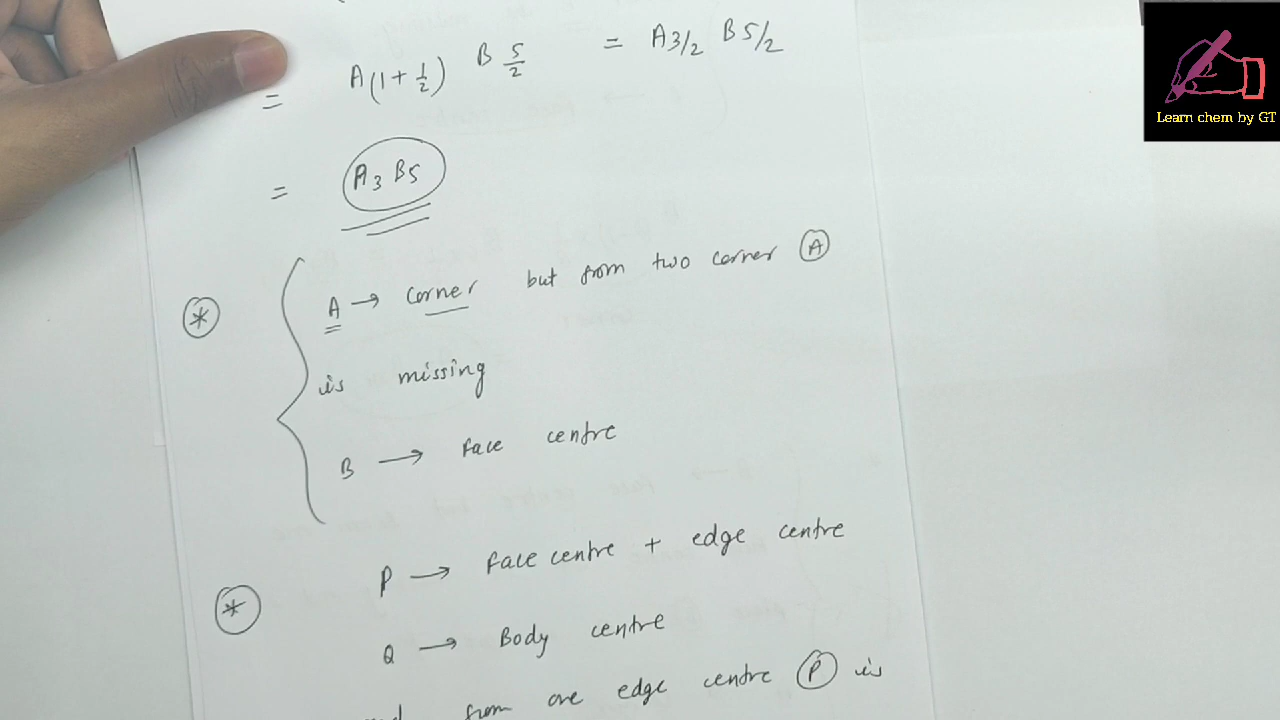 = A(1 + 1/2) B 5/2 = A3/2 B5/2
Learn chem by GT
= A3 B5
* A → corner but from two corner A
is missing
B → Face centre
* P → Face centre + edge centre
Q → Body centre
from one edge centre P is